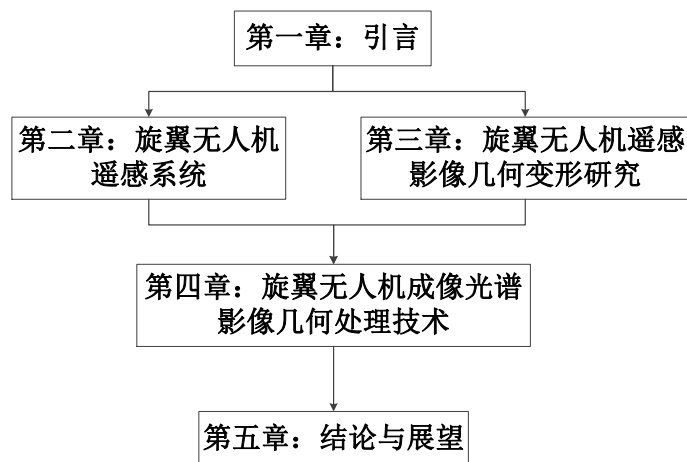 第一章：引言
第二章：旋翼无人机
遥感系统
第三章：旋翼无人机遥感
影像几何变形研究
第四章：旋翼无人机成像光谱
影像几何处理技术
第五章：结论与展望